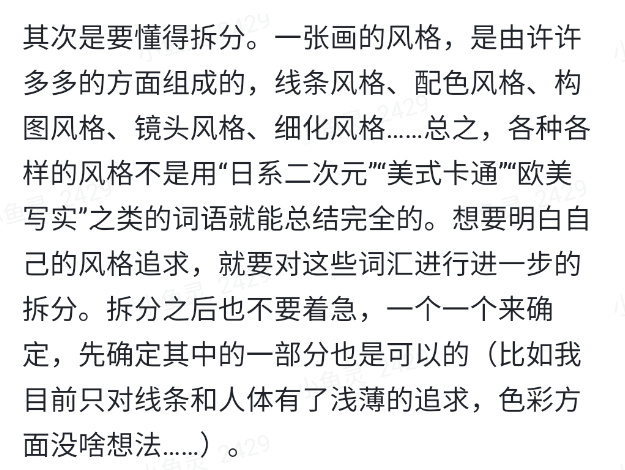 其次是要懂得拆分。一张画的风格，是由许许
多多的方面组成的，线条风格、配色风格、构
图风格、镜头风格、细化风格……总之，各种各
样的风格不是用“日系二次元”“美式卡通”“欧美
写实”之类的词语就能总结完全的。想要明白自
己的风格追求，就要对这些词汇进行进一步的
拆分。拆分之后也不要着急，一个一个来确
定，先确定其中的一部分也是可以的（比如我
目前只对线条和人体有了浅薄的追求，色彩方
面没啥想法……）。